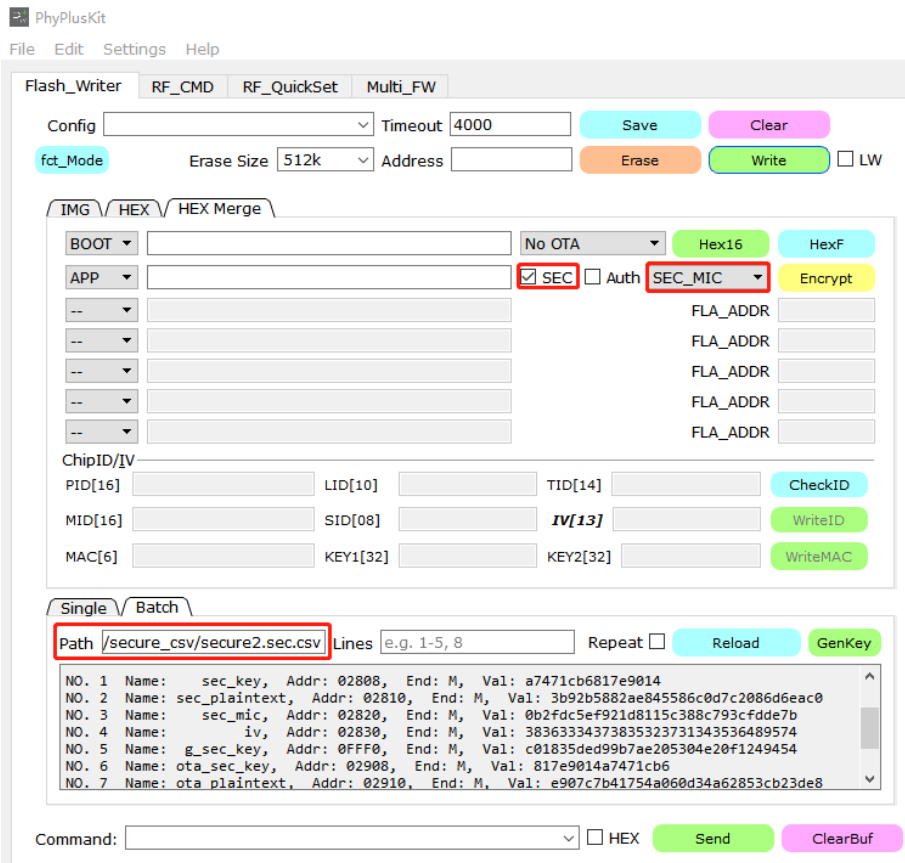 PhyPlusKit
File Edit Settings Help
Flash_Writer RF_CMD RF_QuickSet Multi_FW
Config Timeout 4000 Save Clear
fct_Mode Erase Size 512k Address Erase Write LW
IMG HEX HEX Merge
BOOT No OTA Hex16 HexF
APP SEC Auth SEC_MIC Encrypt
-- FLA_ADDR
-- FLA_ADDR
-- FLA_ADDR
-- FLA_ADDR
-- FLA_ADDR
ChipID/IV
PID[16] LID[10] TID[14] CheckID
MID[16] SID[08] IV[13] WriteID
MAC[6] KEY1[32] KEY2[32] WriteMAC
Single Batch
Path /secure_csv/secure2.sec.csv Lines e.g. 1-5, 8 Repeat Reload GenKey
NO. 1 Name: sec_key, Addr: 02808, End: M, Val: a7471cb6817e9014
NO. 2 Name: sec_plaintext, Addr: 02810, End: M, Val: 3b92b5882ae845586c0d7c2086d6eac0
NO. 3 Name: sec_mic, Addr: 02820, End: M, Val: 0b2fdc5ef921d8115c388c793cfdde7b
NO. 4 Name: iv, Addr: 02830, End: M, Val: 38363334373835323731343536489574
NO. 5 Name: g_sec_key, Addr: 0FFF0, End: M, Val: c01835ded99b7ae205304e20f1249454
NO. 6 Name: ota_sec_key, Addr: 02908, End: M, Val: 817e9014a7471cb6
NO. 7 Name: ota_plaintext, Addr: 02910, End: M, Val: e907c7b41754a060d34a62853cb23de8
Command: HEX Send ClearBuf